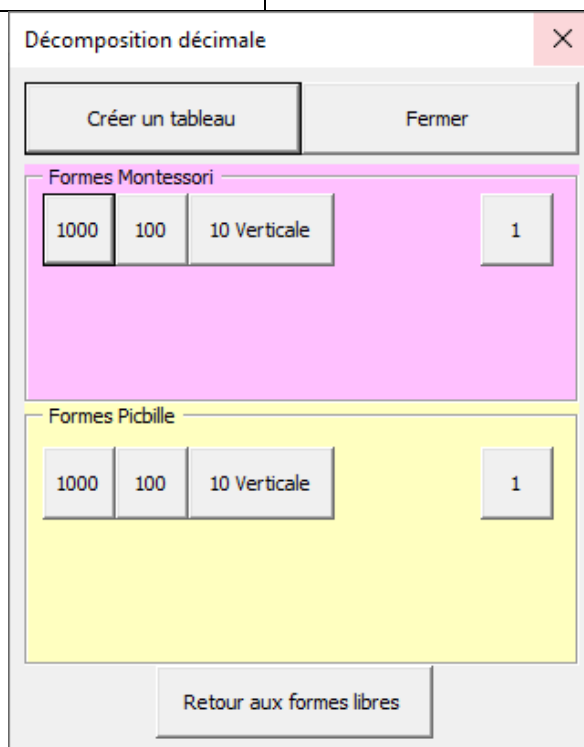 Décomposition décimale
Créer un tableau Fermer
Formes Montessori
1000 100 10 Verticale 1
Formes Picbille
1000 100 10 Verticale 1
Retour aux formes libres